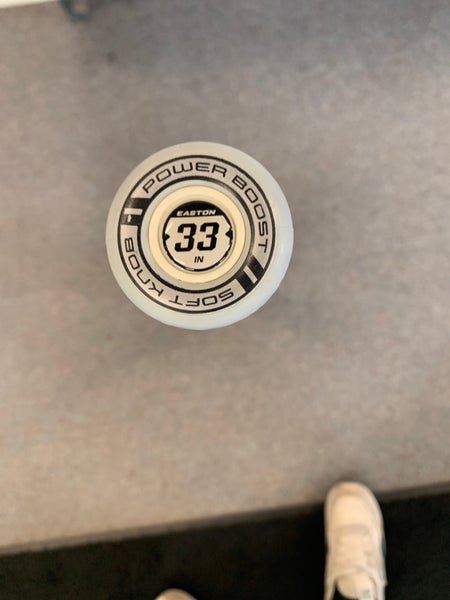 POWER BOOST
EASTON
33
IN
SOFT KNOB